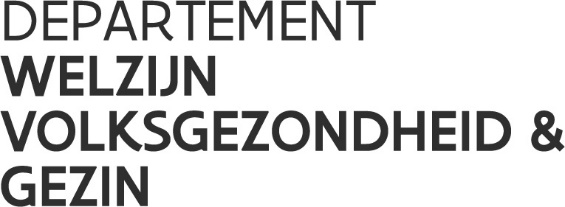 DEPARTEMENT
WELZIJN
VOLKSGEZONDHEID &
GEZIN